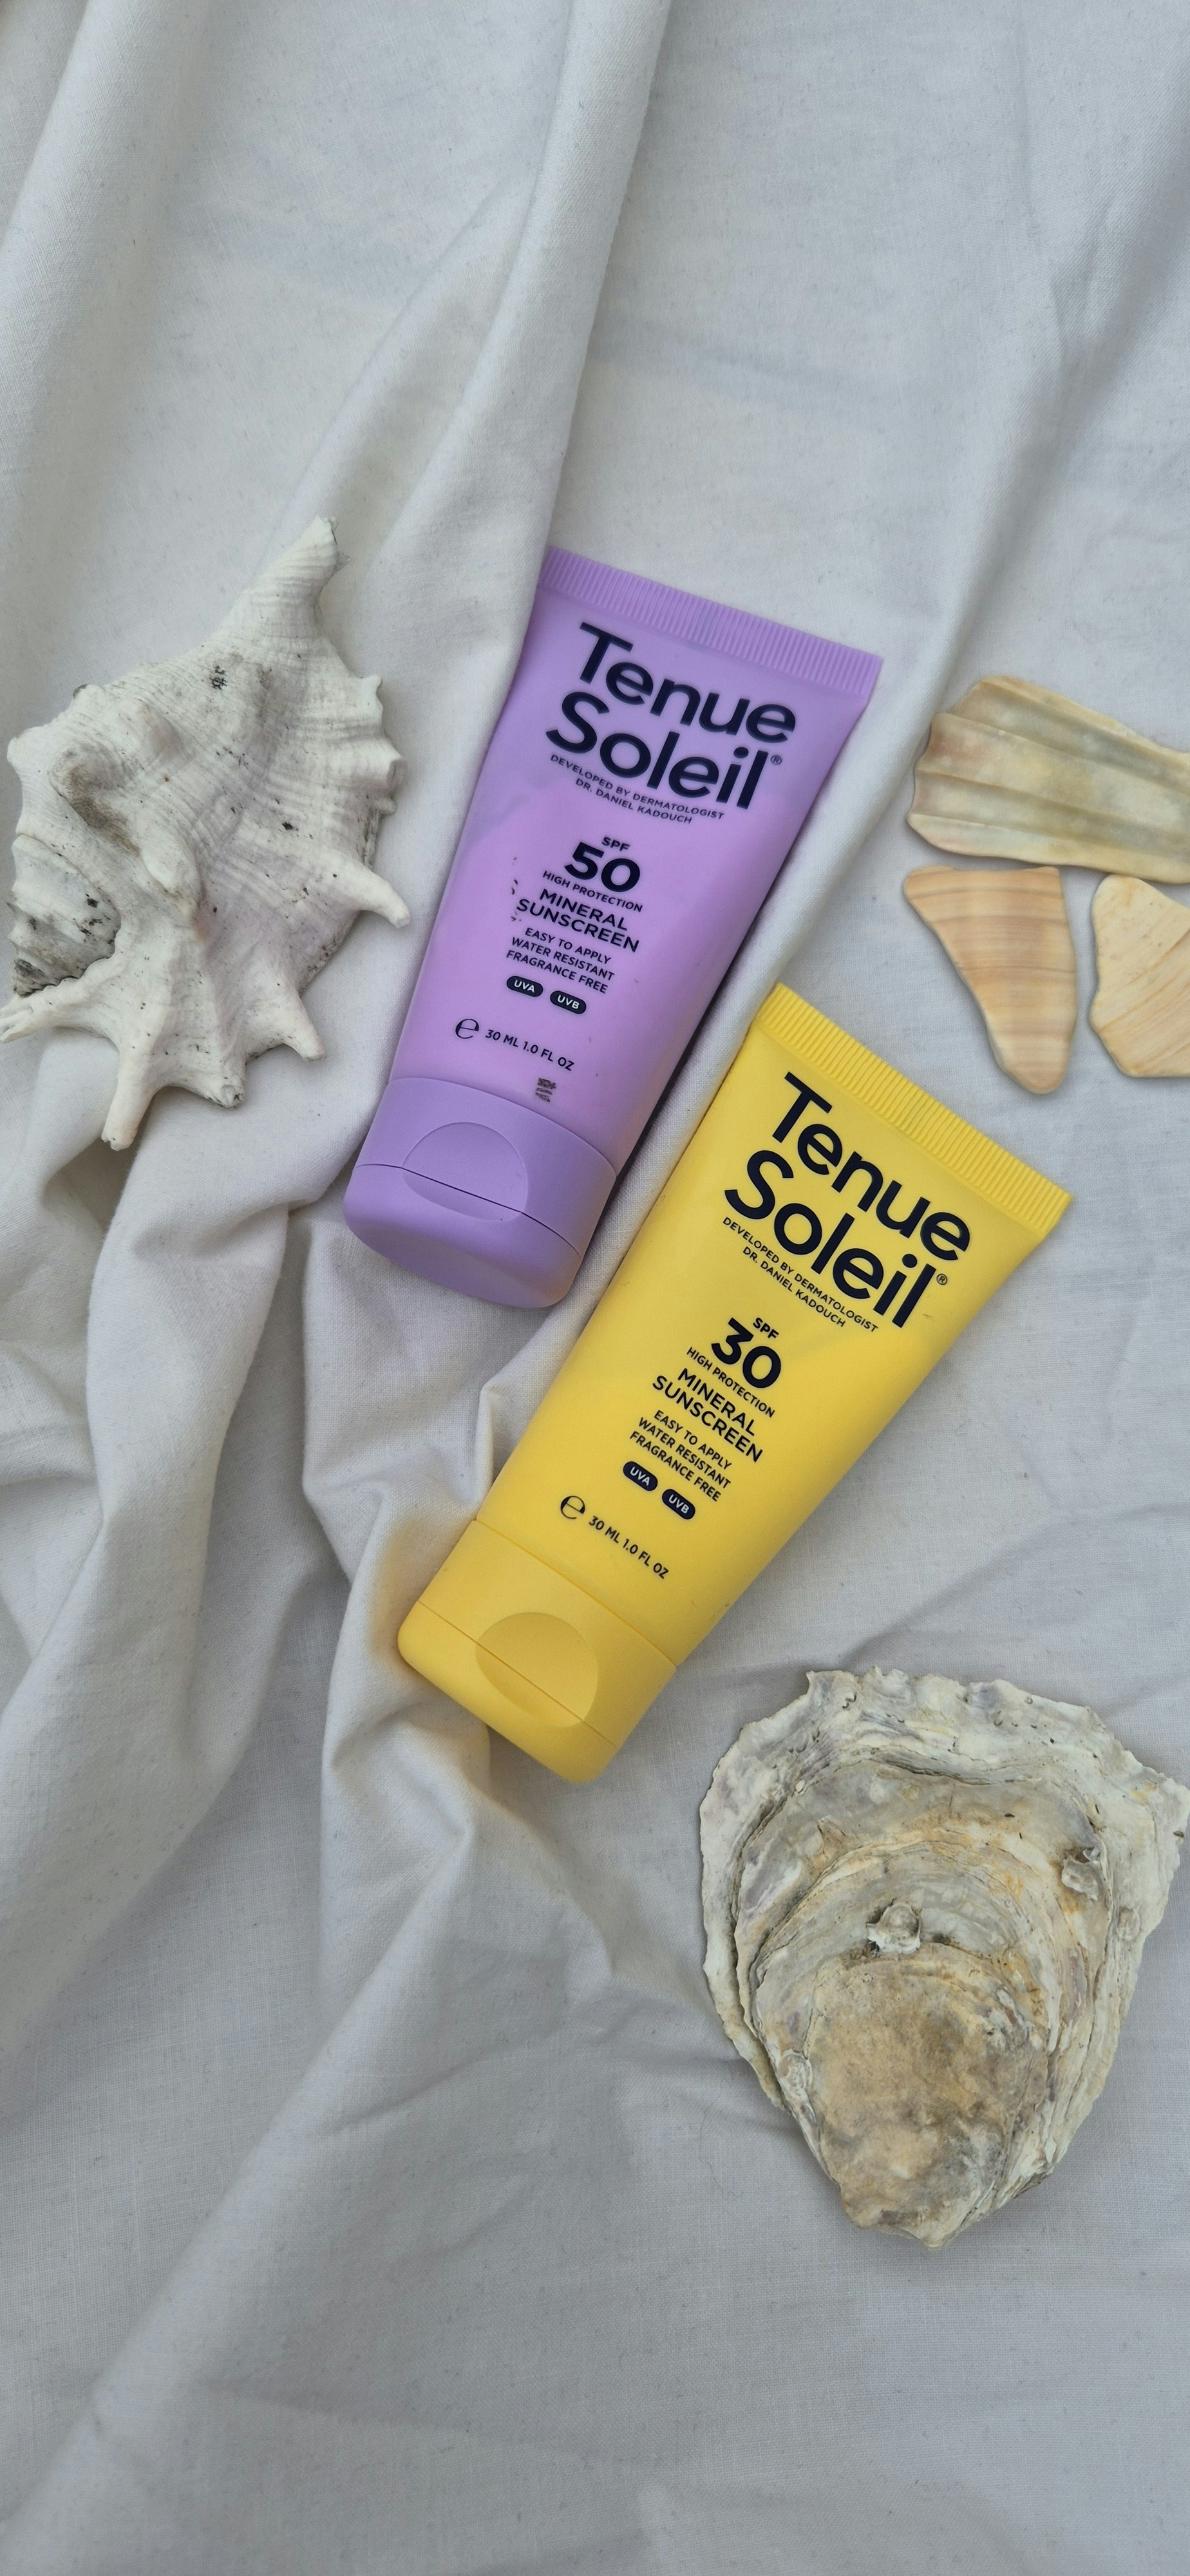 Tenue
Soleil®
DEVELOPED BY DERMATOLOGIST
DR. DANIEL KADOUCH
SPF
50
HIGH PROTECTION
MINERAL
SUNSCREEN
EASY TO APPLY
WATER RESISTANT
FRAGRANCE FREE
UVA UVB
℮ 30 ML 1.0 FL OZ
Tenue
Soleil®
DEVELOPED BY DERMATOLOGIST
DR. DANIEL KADOUCH
SPF
30
HIGH PROTECTION
MINERAL
SUNSCREEN
EASY TO APPLY
WATER RESISTANT
FRAGRANCE FREE
UVA UVB
℮ 30 ML 1.0 FL OZ